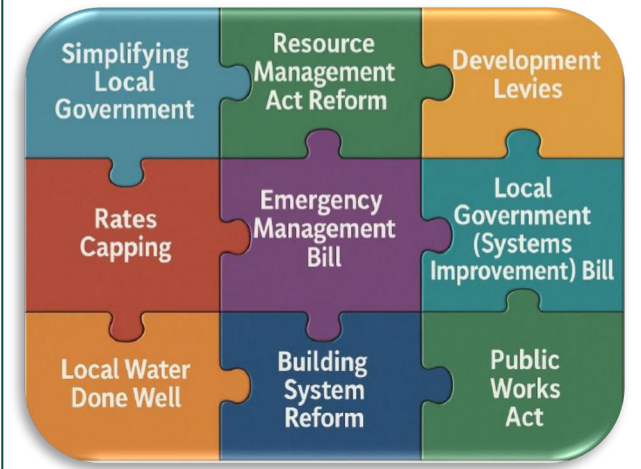 Simplifying
Local
Government
Resource
Management
Act Reform
Development
Levies
Rates
Capping
Emergency
Management
Bill
Local
Government
(Systems
Improvement) Bill
Local Water
Done Well
Building
System
Reform
Public
Works
Act